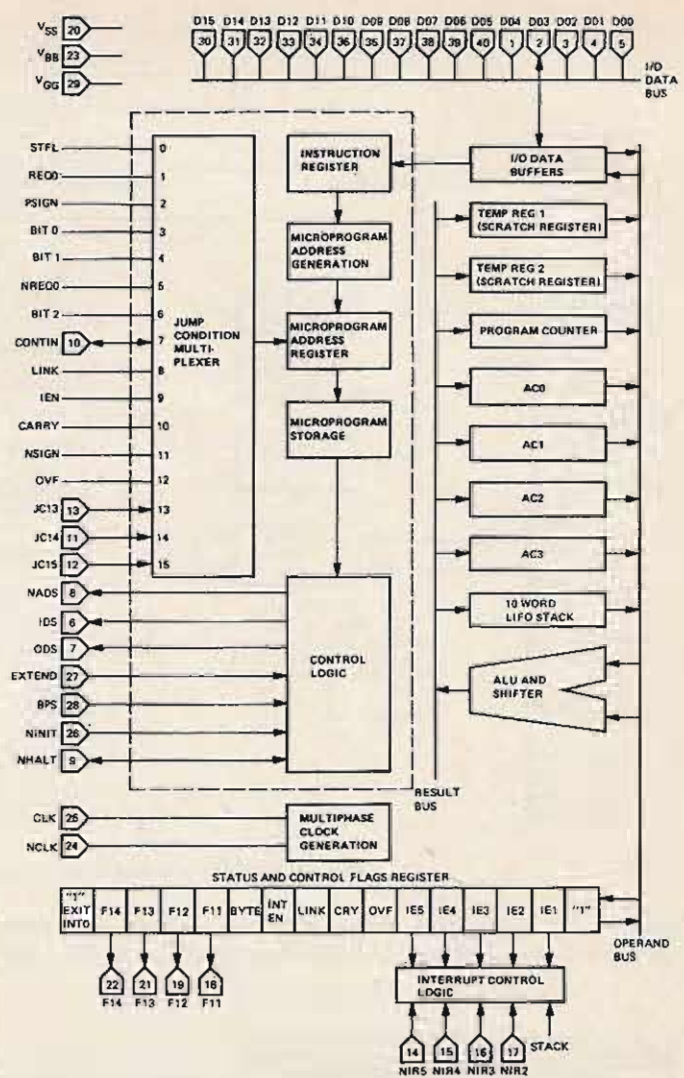 D15 D14 D13 D12 D11 D10 D09 D08 D07 D06 D05 D04 D03 D02 D01 D00
30 31 32 33 34 36 35 37 38 39 40 1 2 3 4 5
VSS 20
VBB 23
VGG 29
I/O
DATA
BUS
STFL 0
REQ0 1
PSIGN 2
BIT 0 3
BIT 1 4
NREQ0 5
BIT 2 6
CONTIN 10 7
LINK 8
IEN 9
CARRY 10
NSIGN 11
OVF 12
JC13 13 13
JC14 11 14
JC15 12 15
JUMP
CONDITION
MULTI-
PLEXER
INSTRUCTION
REGISTER
MICROPROGRAM
ADDRESS
GENERATION
MICROPROGRAM
ADDRESS
REGISTER
MICROPROGRAM
STORAGE
I/O DATA
BUFFERS
TEMP REG 1
(SCRATCH REGISTER)
TEMP REG 2
(SCRATCH REGISTER)
PROGRAM COUNTER
AC0
AC1
AC2
AC3
10 WORD
LIFO STACK
ALU AND
SHIFTER
NADS 8
IDS 6
ODS 7
EXTEND 27
BPS 28
NINIT 26
NHALT 9
CONTROL
LOGIC
RESULT
BUS
CLK 25
NCLK 24
MULTIPHASE
CLOCK
GENERATION
STATUS AND CONTROL FLAGS REGISTER
"1"
EXIT
INTO
F14 F13 F12 F11 BYTE
INT
EN
LINK CRY OVF IE5 IE4 IE3 IE2 IE1 "1"
OPERAND
BUS
22 21 19 18
F14 F13 F12 F11
INTERRUPT CONTROL
LOGIC
14 15 16 17 STACK
NIR5 NIR4 NIR3 NIR2